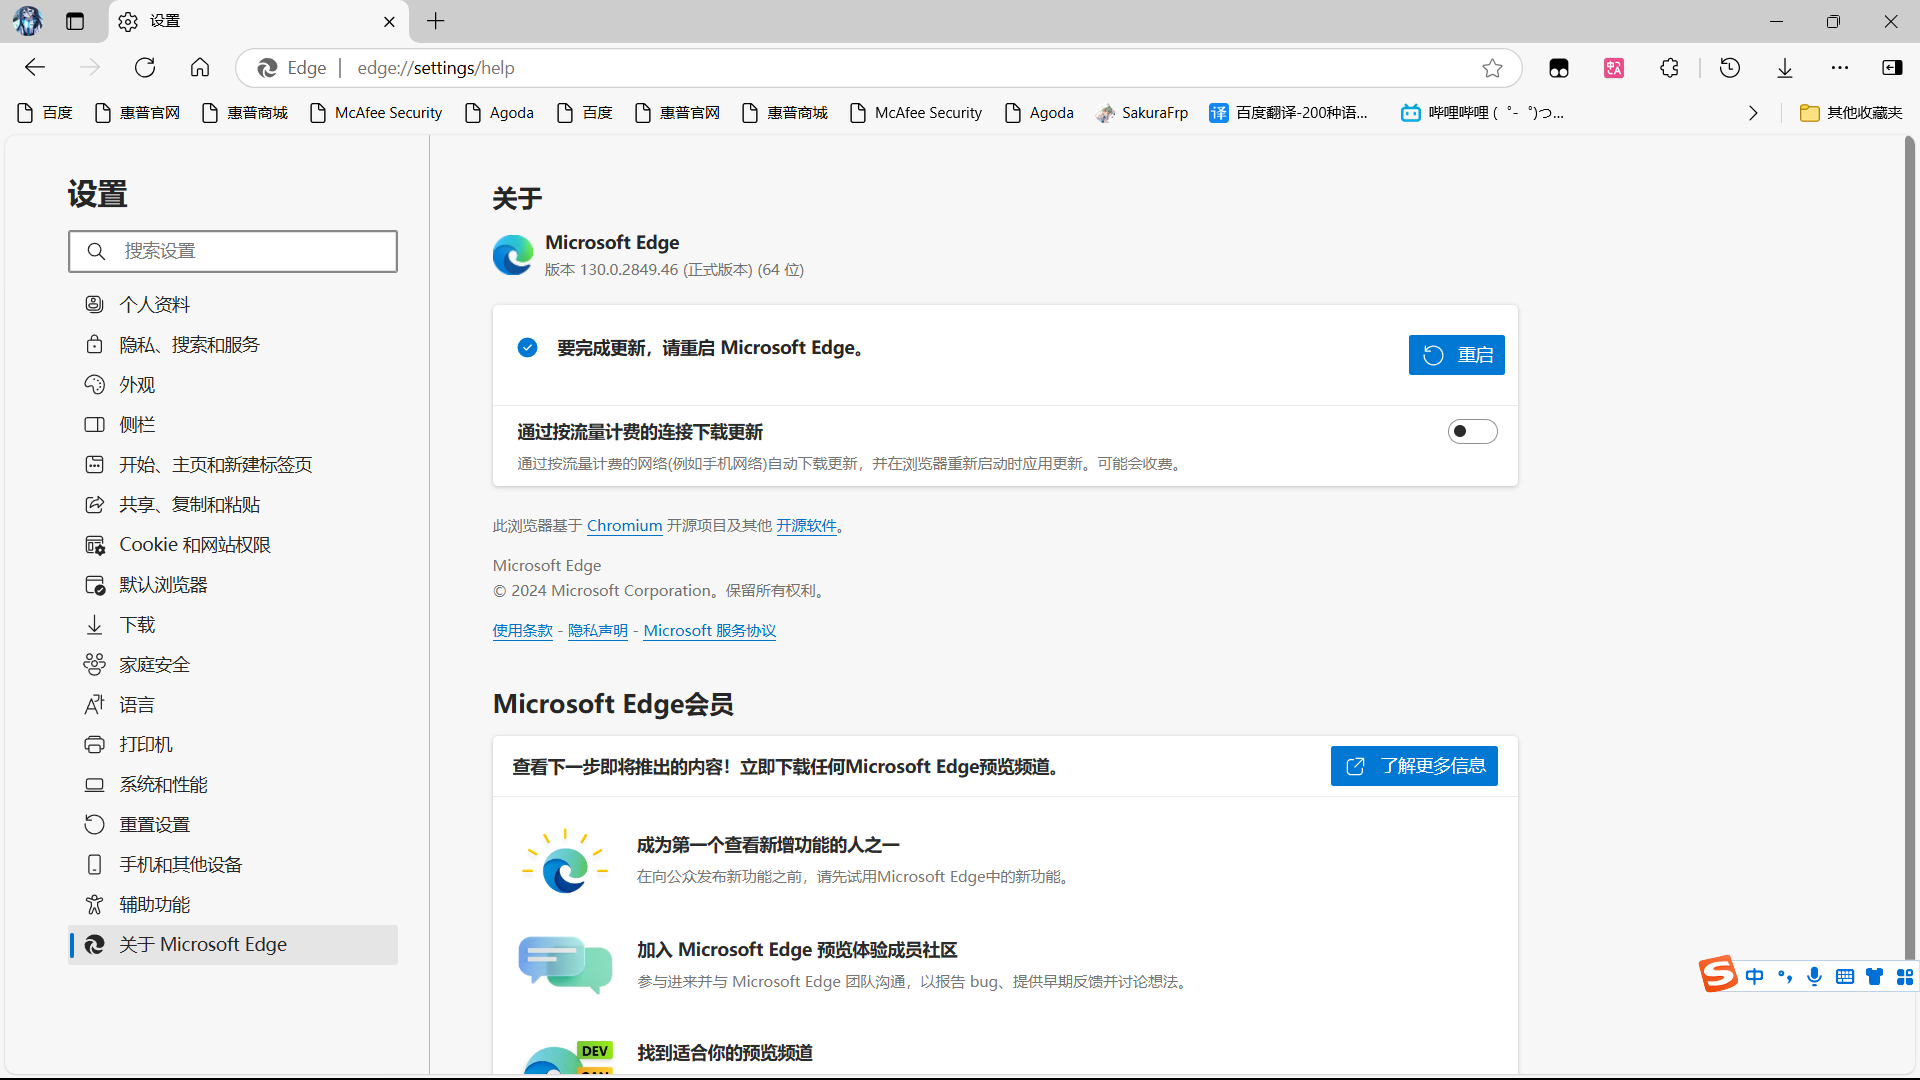 设置
Edge
edge://settings/help
百度
惠普官网
惠普商城
McAfee Security
Agoda
百度
惠普官网
惠普商城
McAfee Security
Agoda
SakuraFrp
译 百度翻译-200种语...
哔哩哔哩 ( ゜- ゜)つ...
其他收藏夹
设置
搜索设置
个人资料
隐私、搜索和服务
外观
侧栏
开始、主页和新建标签页
共享、复制和粘贴
Cookie 和网站权限
默认浏览器
下载
家庭安全
语言
打印机
系统和性能
重置设置
手机和其他设备
辅助功能
关于 Microsoft Edge
关于
Microsoft Edge
版本 130.0.2849.46 (正式版本) (64 位)
要完成更新，请重启 Microsoft Edge。
重启
通过按流量计费的连接下载更新
通过按流量计费的网络(例如手机网络)自动下载更新，并在浏览器重新启动时应用更新。可能会收费。
此浏览器基于 Chromium 开源项目及其他 开源软件。
Microsoft Edge
© 2024 Microsoft Corporation。保留所有权利。
使用条款 - 隐私声明 - Microsoft 服务协议
Microsoft Edge会员
查看下一步即将推出的内容！立即下载任何Microsoft Edge预览频道。
了解更多信息
成为第一个查看新增功能的人之一
在向公众发布新功能之前，请先试用Microsoft Edge中的新功能。
加入 Microsoft Edge 预览体验成员社区
参与进来并与 Microsoft Edge 团队沟通，以报告 bug、提供早期反馈并讨论想法。
DEV
找到适合你的预览频道
S 中